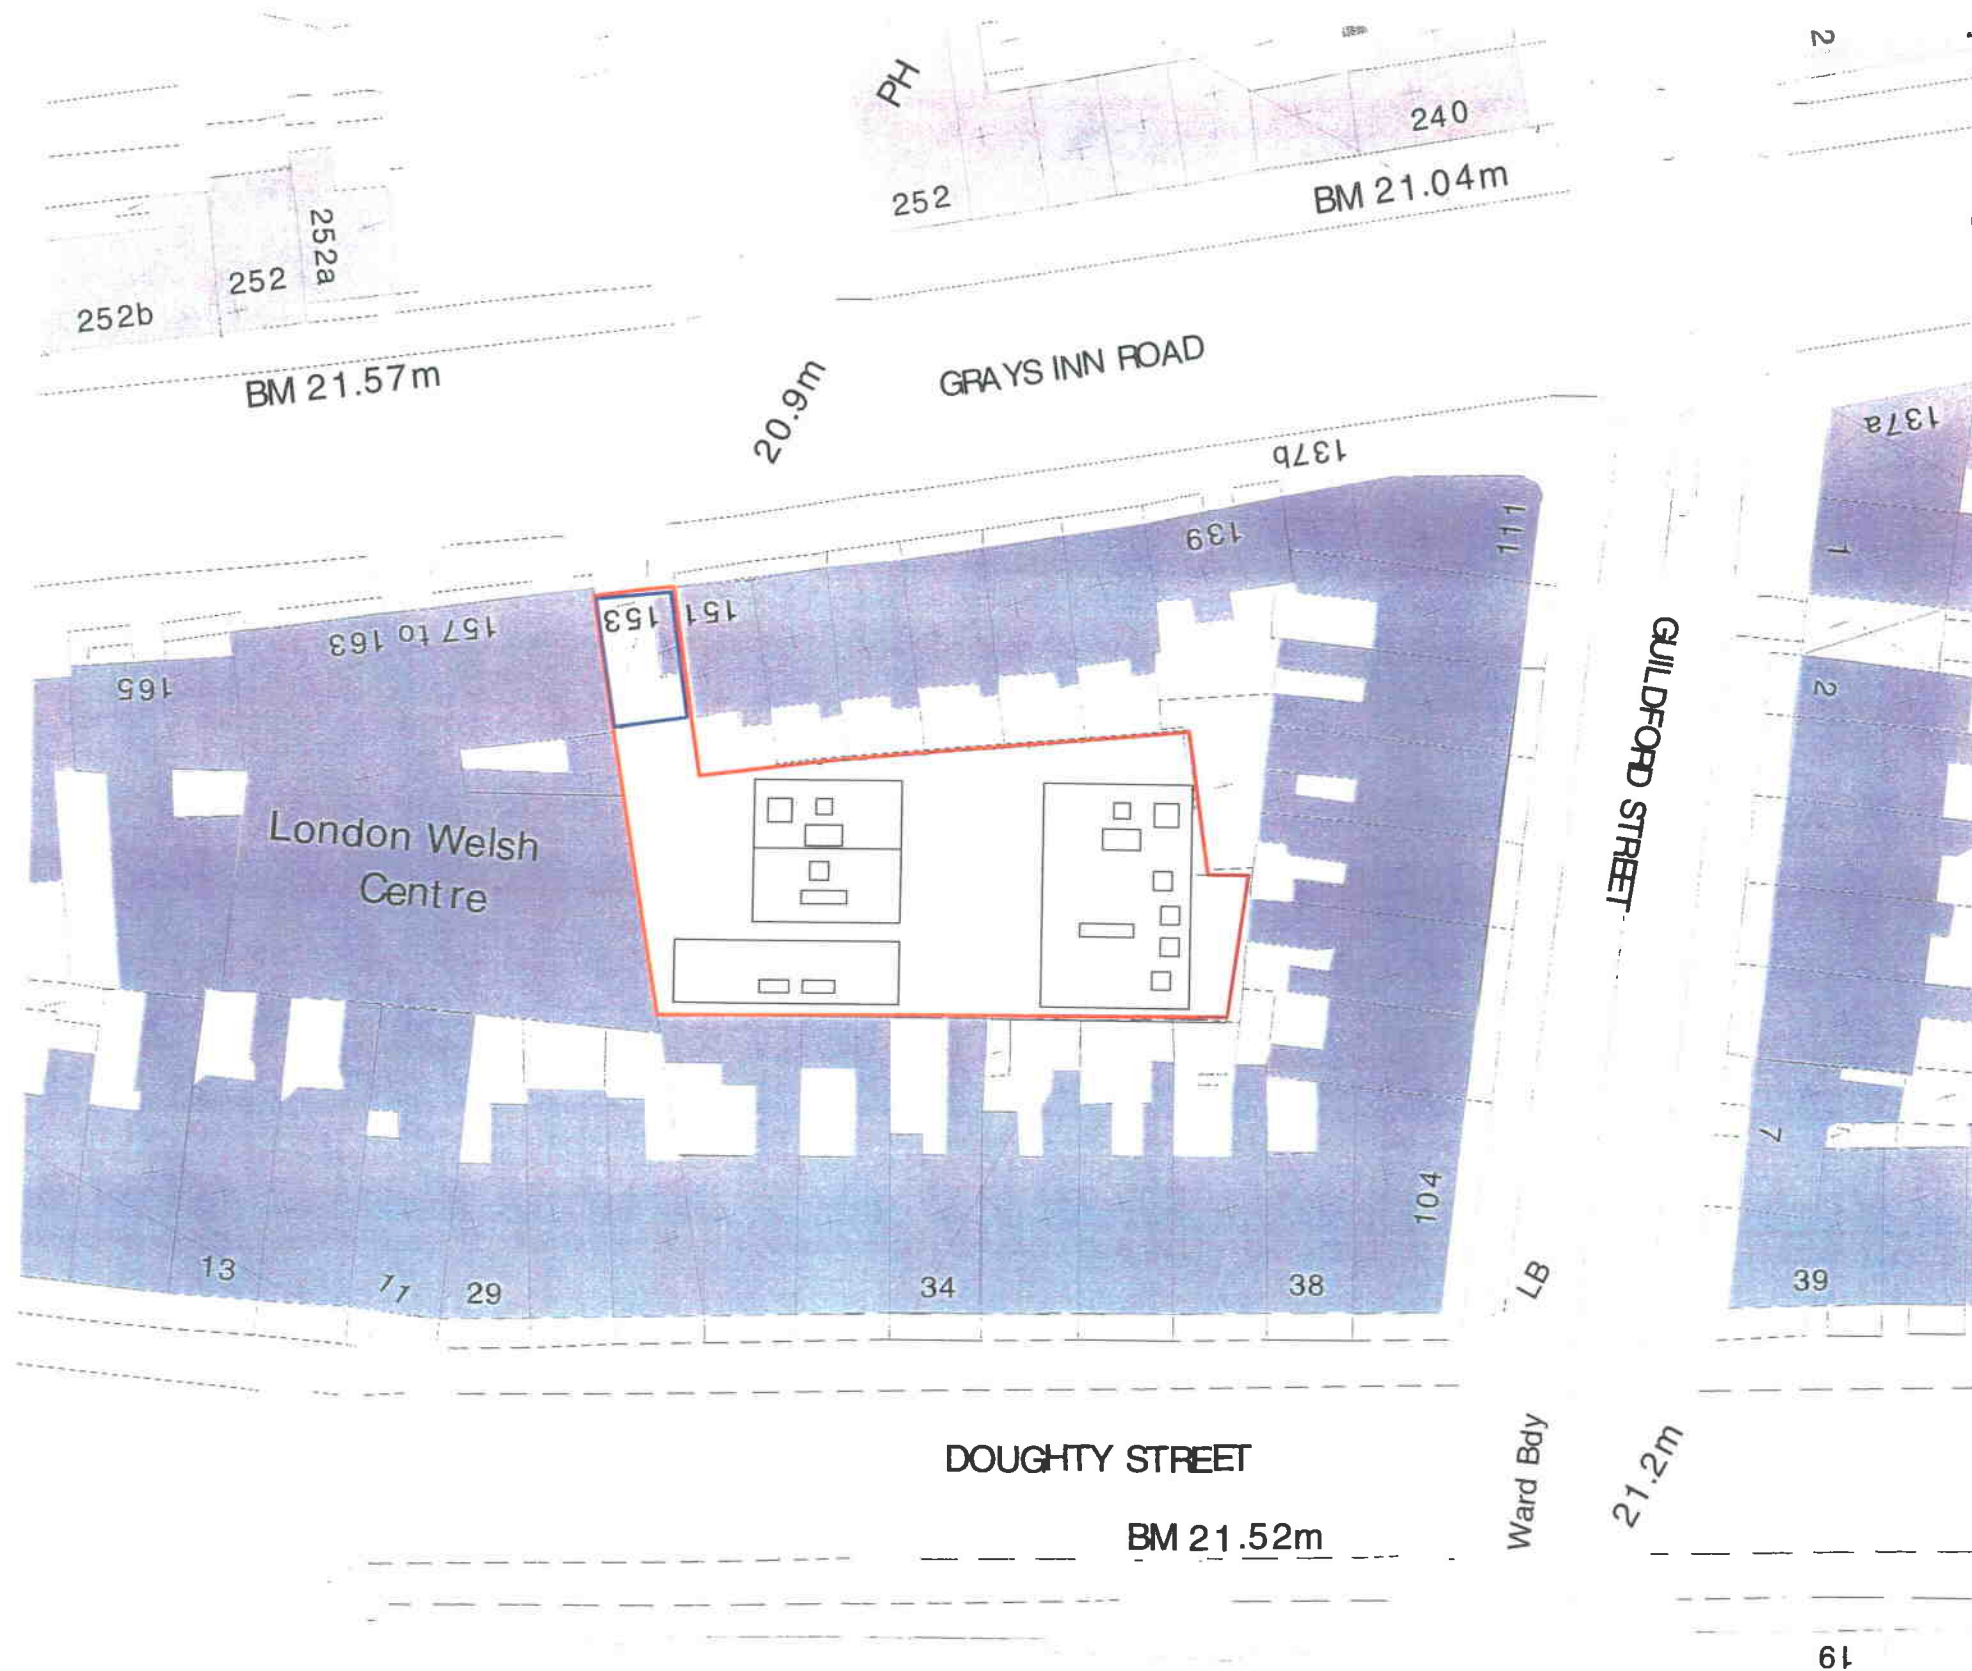 2
PH
240
252
BM 21.04m
252a
252
252b
BM 21.57m
GRAYS INN ROAD
20.9m
137a
137b
111
139
1
151
153
157 to 163
165
GUILDFORD STREET
2
London Welsh
Centre
7
104
13
11
29
34
38
LB
39
DOUGHTY STREET
Ward Bdy
21.2m
BM 21.52m
19